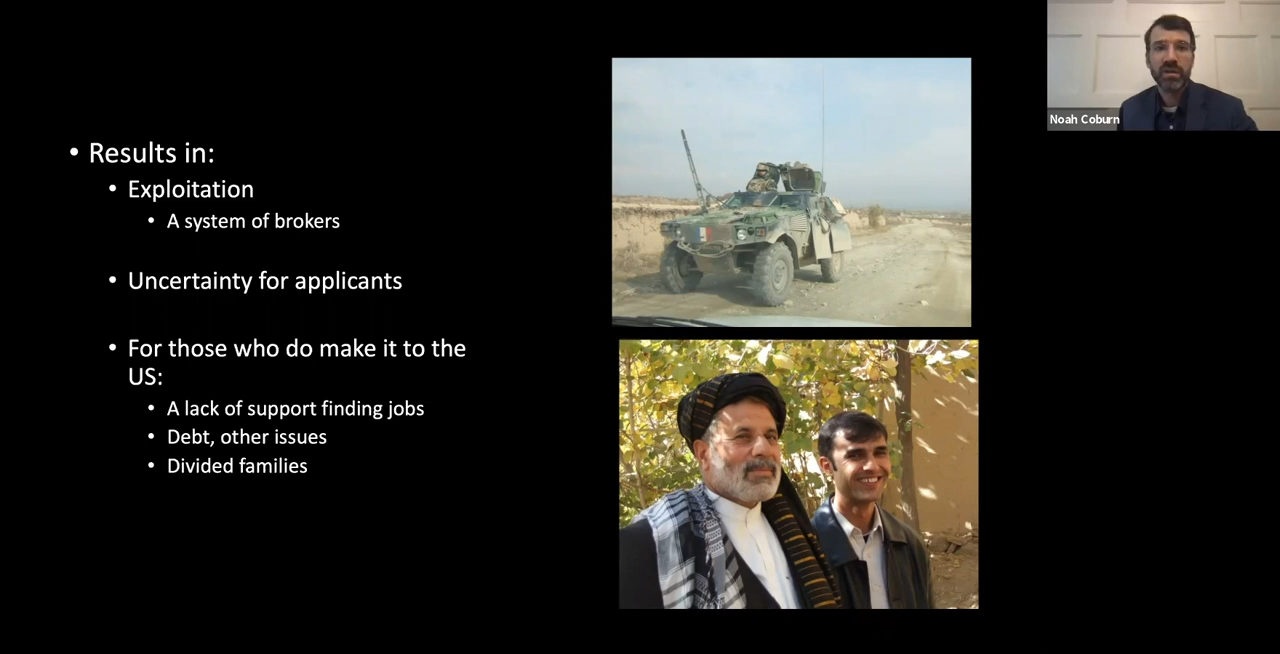 • Results in:
• Exploitation
• A system of brokers
• Uncertainty for applicants
• For those who do make it to the
US:
• A lack of support finding jobs
• Debt, other issues
• Divided families
Noah Coburn